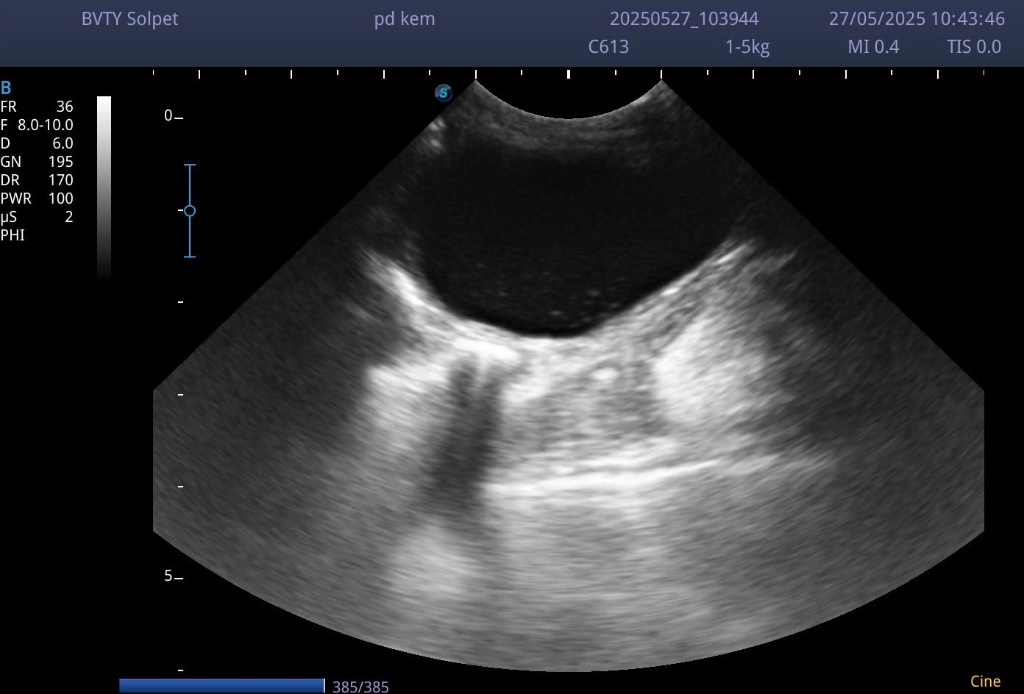 BVTY Solpet pd kem 20250527_103944 27/05/2025 10:43:46
C613 1-5kg MI 0.4 TIS 0.0
B
S
FR 36
F 8.0-10.0
D 6.0
GN 195
DR 170
PWR 100
µS 2
PHI
0
5
385/385
Cine